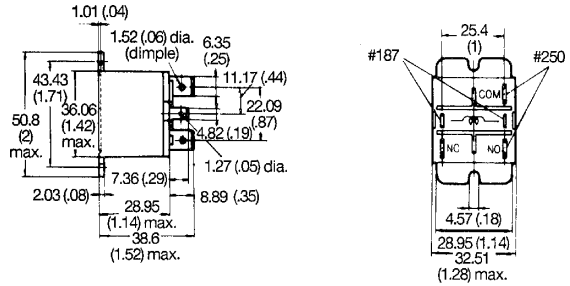 1.01 (.04)
1.52 (.06) dia.
(dimple)
6.35
(.25)
11.17 (.44)
22.09
(.87)
43.43
(1.71)
36.06
(1.42)
max.
50.8
(2)
max.
4.82 (.19)
1.27 (.05) dia.
7.36 (.29)
8.89 (.35)
2.03 (.08)
28.95
(1.14) max.
38.6
(1.52) max.
25.4
(1)
#187
#250
COM
NC
NO
4.57 (.18)
28.95 (1.14)
32.51
(1.28) max.